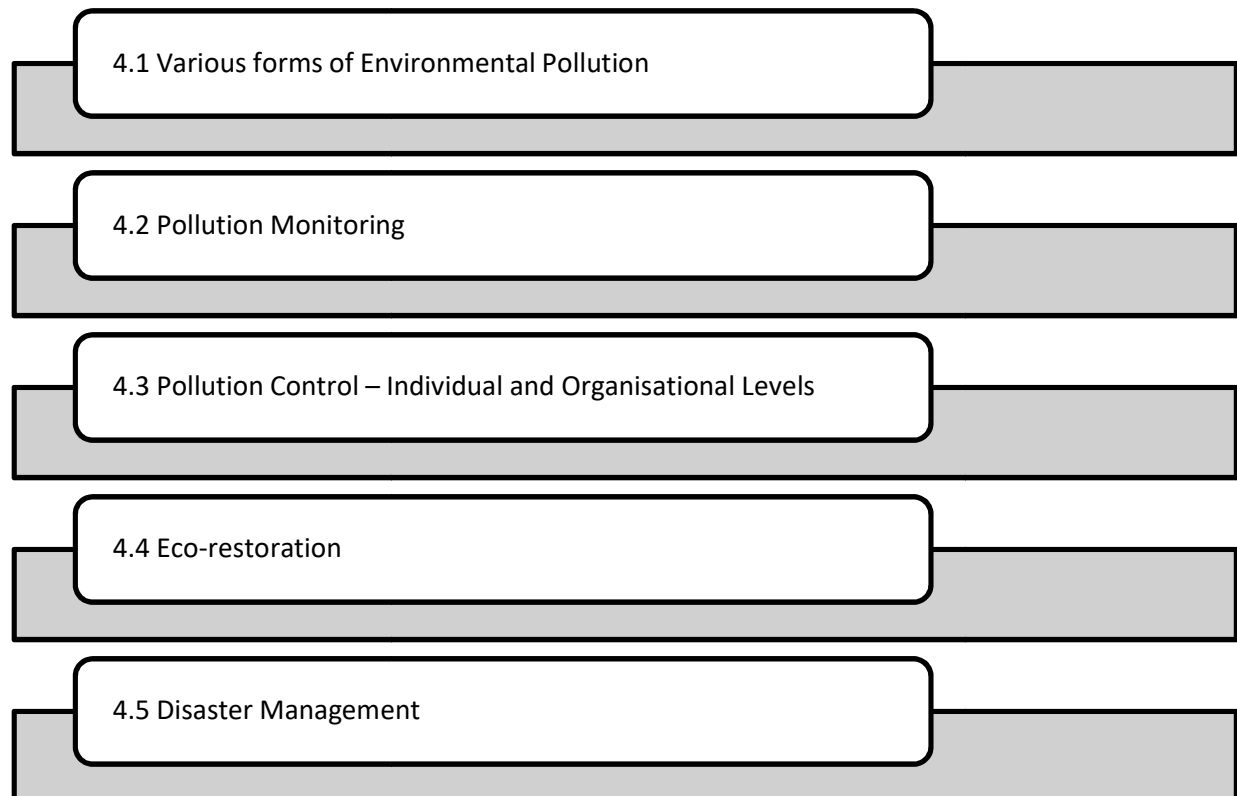 4.1 Various forms of Environmental Pollution
4.2 Pollution Monitoring
4.3 Pollution Control – Individual and Organisational Levels
4.4 Eco-restoration
4.5 Disaster Management